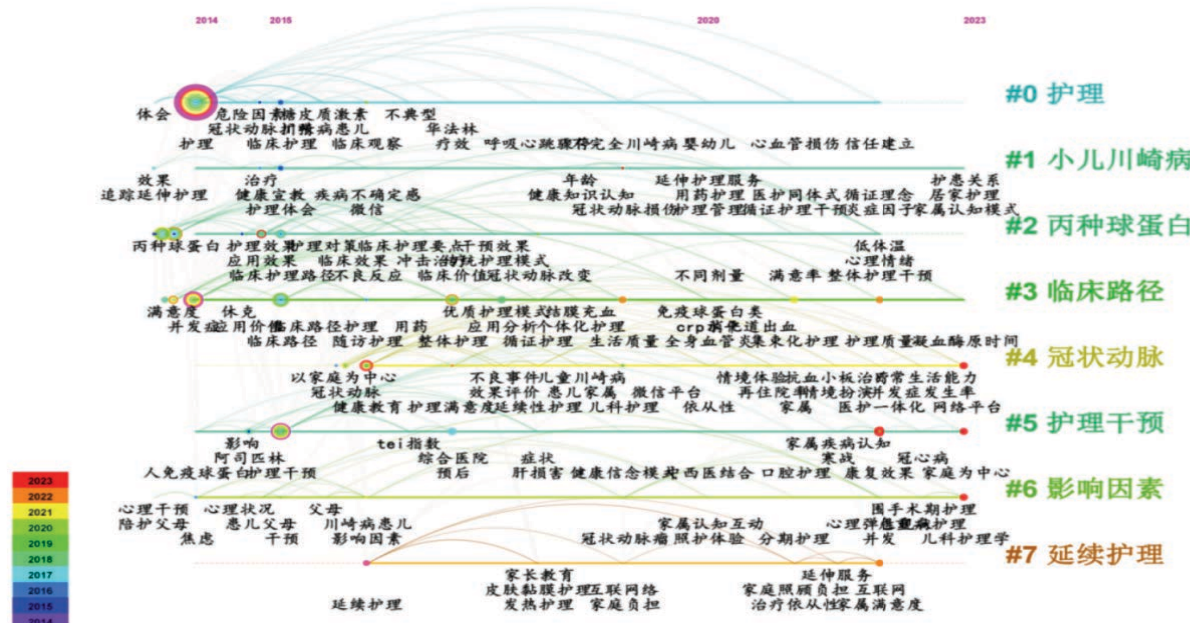 2014 2015 2020 2023
#0 护理
体会 危险因素 糖皮质激素 不典型
冠状动脉 川崎病患儿 华法林
护理 临床护理 临床观察 疗效 呼吸心跳骤停 不完全川崎病 婴幼儿 心血管损伤 信任建立
#1 小儿川崎病
效果 治疗 年龄 延伸护理服务 护患关系
追踪延伸护理 健康宣教 疾病不确定感 健康知识认知 用药护理 医护同体式 循证理念 居家护理
护理体会 微信 冠状动脉损伤 护理管理 循证护理干预 炎症因子 家属认知模式
#2 丙种球蛋白
丙种球蛋白 护理效果 护理对策 临床护理要点 干预效果 低体温
应用效果 临床效果 冲击治疗 传统护理模式 心理情绪
临床护理路径 不良反应 临床价值 冠状动脉改变 不同剂量 满意率 整体护理干预
#3 临床路径
满意度 休克 优质护理模式 结膜充血 免疫球蛋白类
并发症 应用价值 临床路径护理 用药 应用分析 个体化护理 crp 消化道出血
临床路径 随访护理 整体护理 循证护理 生活质量 全身血管炎 集束化护理 护理质量 凝血酶原时间
#4 冠状动脉
以家庭为中心 不良事件 儿童川崎病 情境体验 抗血小板治疗 日常生活能力
冠状动脉 效果评价 患儿家属 微信平台 再住院率 情境扮演 并发症发生率
健康教育 护理满意度 延续性护理 儿科护理 依从性 家属 医护一体化 网络平台
#5 护理干预
影响 tei指数 家属疾病认知
阿司匹林 综合医院 症状 寒战 冠心病
人免疫球蛋白 护理干预 预后 肝损害 健康信念模式 中西医结合 口腔护理 康复效果 家庭为中心
#6 影响因素
心理干预 心理状况 父母 围手术期护理
陪护父母 患儿父母 川崎病患儿 家属认知互动 心理弹性 护理
焦虑 干预 影响因素 冠状动脉瘤 照护体验 分期护理 并发 儿科护理学
#7 延续护理
家长教育 延伸服务
皮肤黏膜护理 互联网络 家庭照顾负担 互联网
延续护理 发热护理 家庭负担 治疗依从性 家属满意度
2023
2022
2021
2020
2019
2018
2017
2016
2015
2014